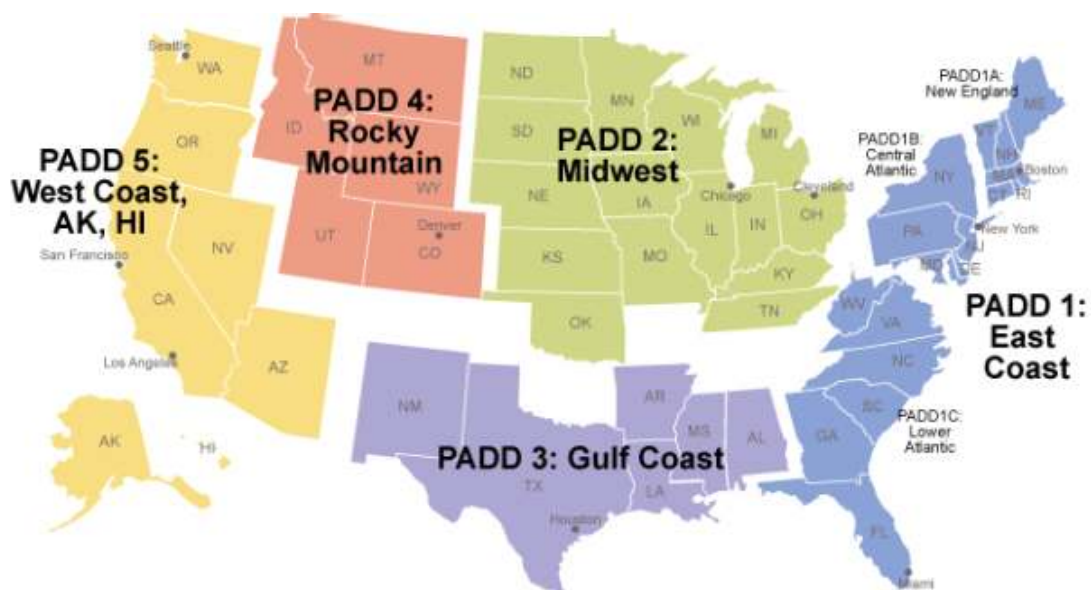 Seattle
WA
OR
PADD 5:
West Coast,
AK, HI
NV
San Francisco
CA
Los Angeles
AZ
AK
HI
MT
PADD 4:
Rocky
Mountain
ID
WY
UT
Denver
CO
ND
MN
SD
WI
MI
PADD 2:
Midwest
NE
IA
Chicago
Cleveland
IL
IN
OH
KS
MO
KY
OK
TN
NM
AR
MS
AL
PADD 3: Gulf Coast
TX
LA
Houston
PADD1A:
New England
ME
VT
NH
PADD1B:
Central
Atlantic
NY
MA
Boston
CT
RI
PA
New York
NJ
MD
DE
WV
VA
PADD 1:
East
Coast
NC
SC
PADD1C:
Lower
Atlantic
GA
FL
Miami